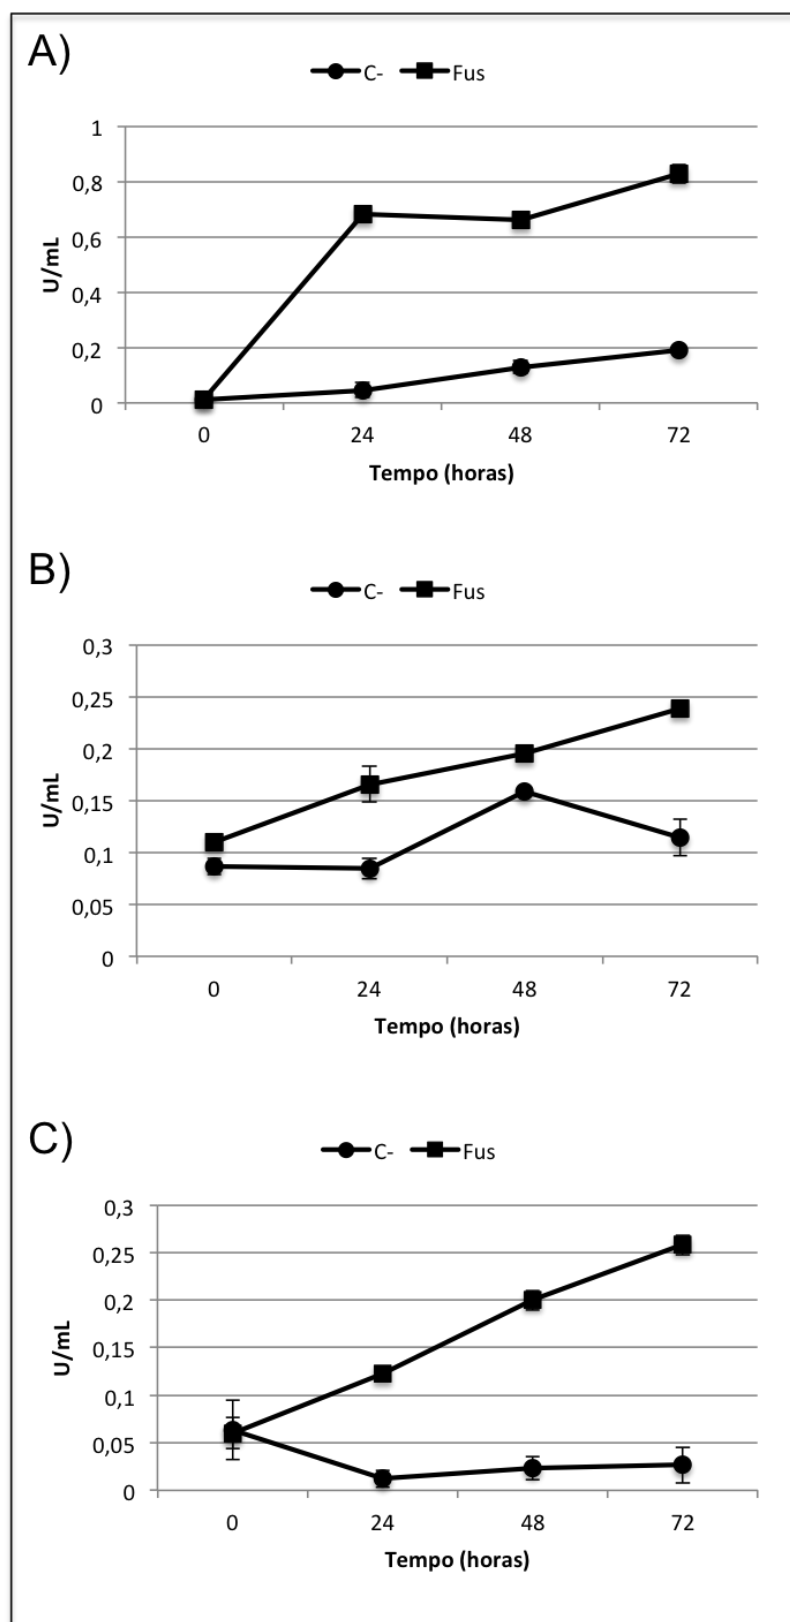 A)
C- Fus
1
0,8
0,6
0,4
0,2
0
U/mL
0 24 48 72
Tempo (horas)
B)
C- Fus
0,3
0,25
0,2
0,15
0,1
0,05
0
U/mL
0 24 48 72
Tempo (horas)
C)
C- Fus
0,3
0,25
0,2
0,15
0,1
0,05
0
U/mL
0 24 48 72
Tempo (horas)